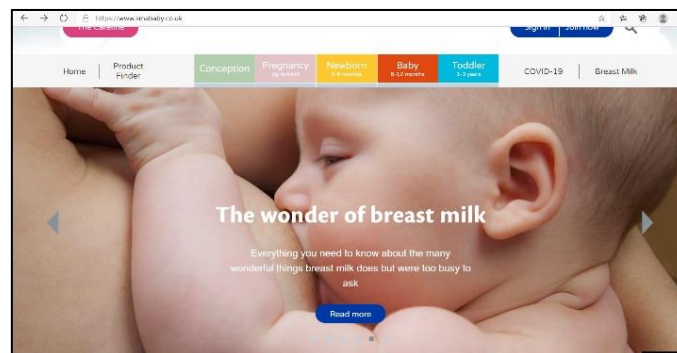 https://www.smababy.co.uk
The Careline
Sign in Join now
Home
Product
Finder
Conception
Pregnancy
Up to birth
Newborn
0-6 months
Baby
6-12 months
Toddler
1-3 years
COVID-19
Breast Milk
The wonder of breast milk
Everything you need to know about the many
wonderful things breast milk does but were too busy to
ask
Read more